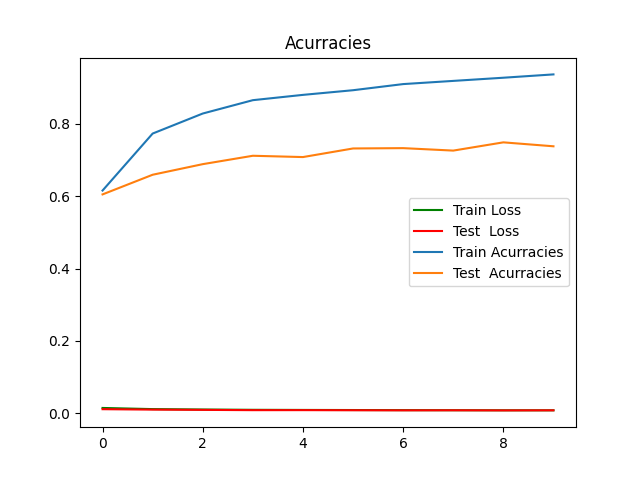 Acurracies
0.8
0.6
0.4
0.2
0.0
Train Loss
Test  Loss
Train Acurracies
Test  Acurracies
0 2 4 6 8